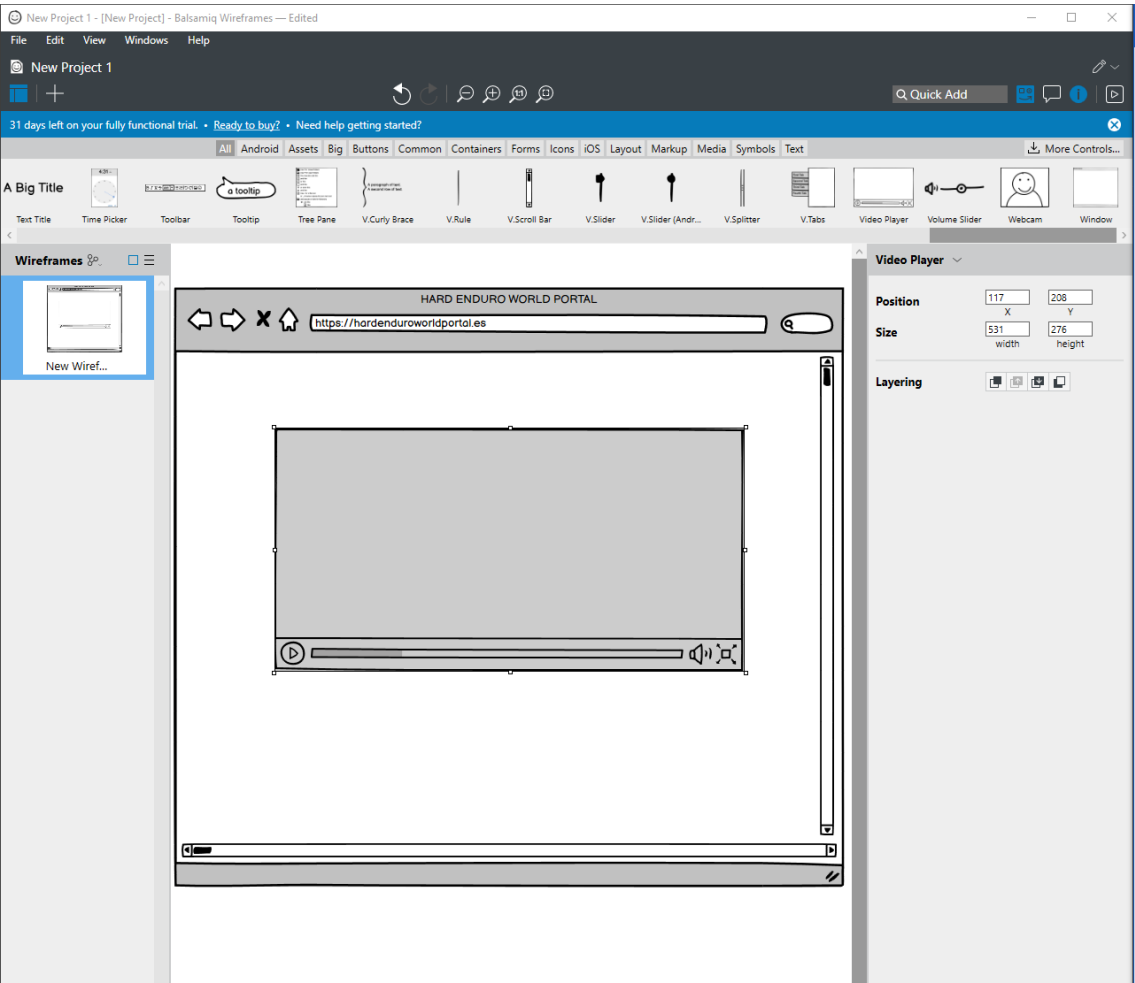 New Project 1 - [New Project] - Balsamiq Wireframes — Edited
File Edit View Windows Help
New Project 1
Quick Add
31 days left on your fully functional trial. • Ready to buy? • Need help getting started?
All Android Assets Big Buttons Common Containers Forms Icons iOS Layout Markup Media Symbols Text
More Controls...
A Big Title
a tooltip
Text Title Time Picker Toolbar Tooltip Tree Pane V.Curly Brace V.Rule V.Scroll Bar V.Slider V.Slider (Andr... V.Splitter V.Tabs Video Player Volume Slider Webcam Window
Wireframes
New Wiref...
HARD ENDURO WORLD PORTAL
https://hardenduroworldportal.es
Video Player
Position 117 208
X Y
Size 531 276
width height
Layering